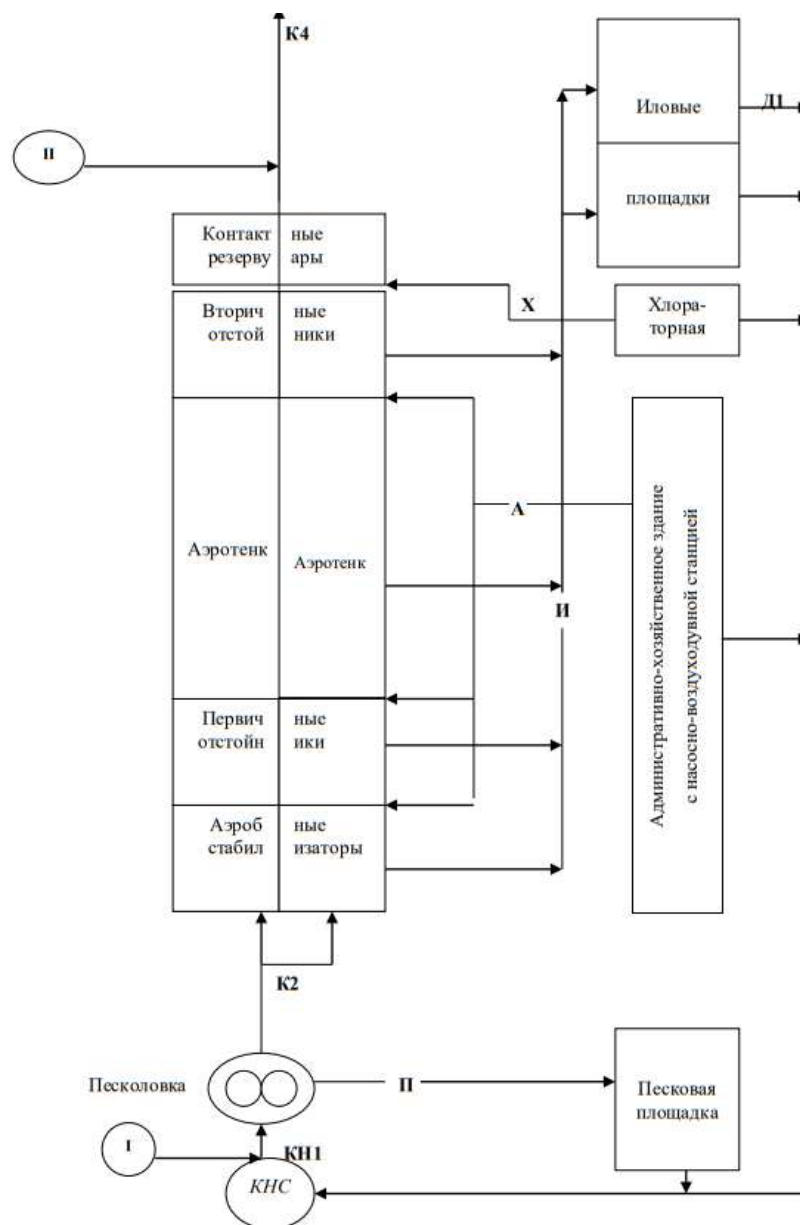 К4
Иловые
Д1
II
площадки
Контакт ные
резерву ары
Вторич ные
отстой ники
Х
Хлора-
торная
А
Аэротенк
Аэротенк
И
Административно-хозяйственное здание
с насосно-воздуходувной станцией
Первич ные
отстойн ики
Аэроб ные
стабил изаторы
К2
Песколовка
П
Песковая
площадка
I
КН1
КНС